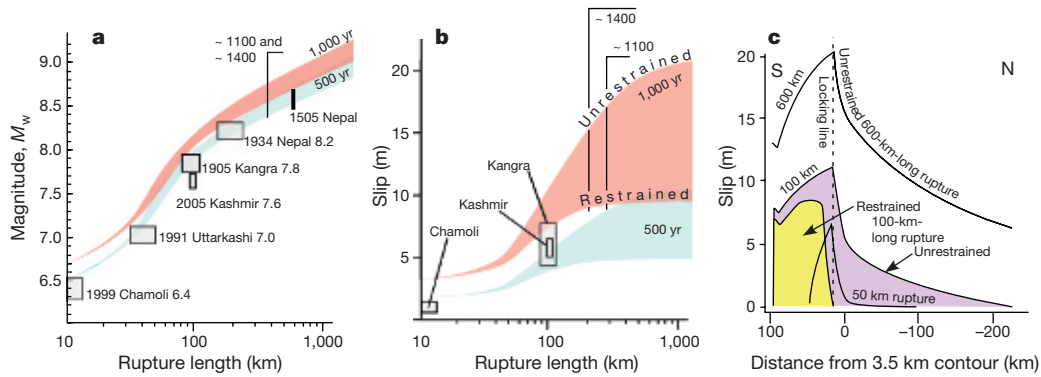 a
Magnitude, Mw
9.0
8.5
8.0
7.5
7.0
6.5
~ 1100 and
~ 1400
1,000 yr
500 yr
1505 Nepal
1934 Nepal 8.2
1905 Kangra 7.8
2005 Kashmir 7.6
1991 Uttarkashi 7.0
1999 Chamoli 6.4
10
100
1,000
Rupture length (km)
b
Slip (m)
20
15
10
5
~ 1400
~ 1100
Unrestrained
1,000 yr
Restrained
500 yr
Kangra
Kashmir
Chamoli
10
100
1,000
Rupture length (km)
c
S
N
Slip (m)
20
15
10
5
0
600 km
Locking line
Unrestrained 600-km-long rupture
100 km
Restrained
100-km-
long rupture
Unrestrained
50 km rupture
100
0
−100
−200
Distance from 3.5 km contour (km)